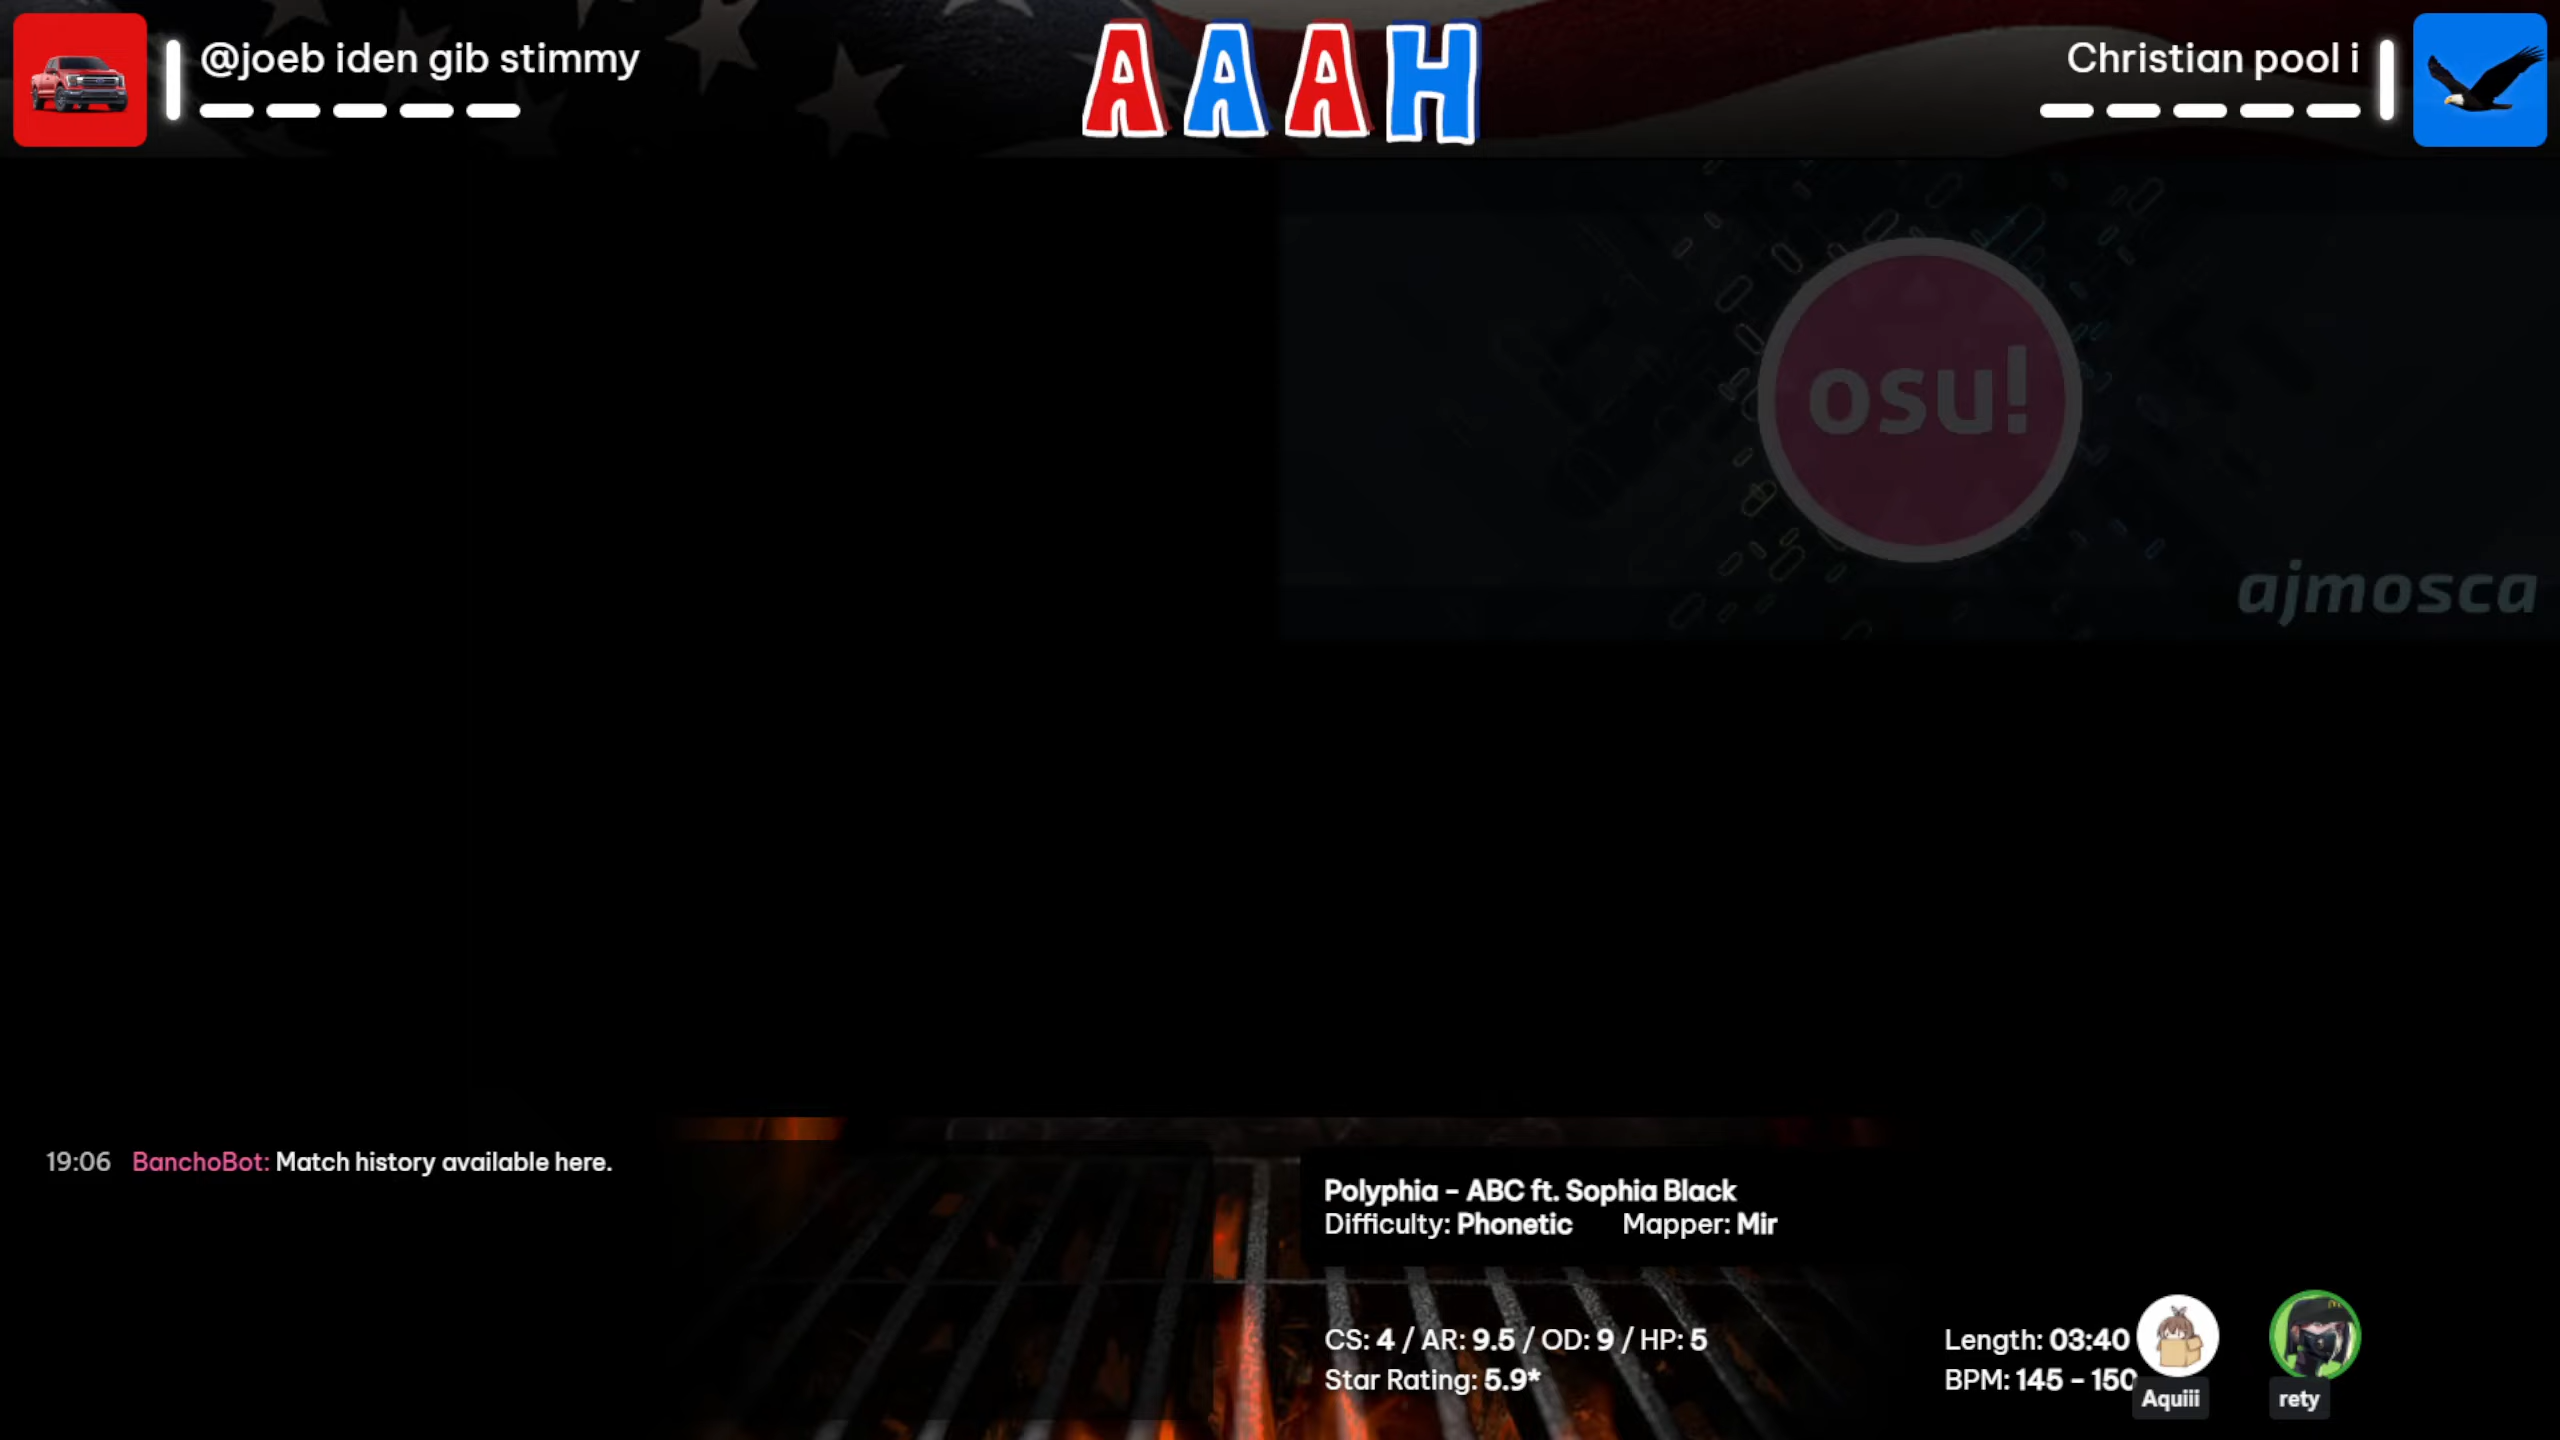 @joeb iden gib stimmy
AAAH
Christian pool i
osu!
ajmosca
19:06 BanchoBot: Match history available here.
Polyphia - ABC ft. Sophia Black
Difficulty: Phonetic Mapper: Mir
CS: 4 / AR: 9.5 / OD: 9 / HP: 5
Star Rating: 5.9*
Length: 03:40
BPM: 145 - 150
Aquiii
rety